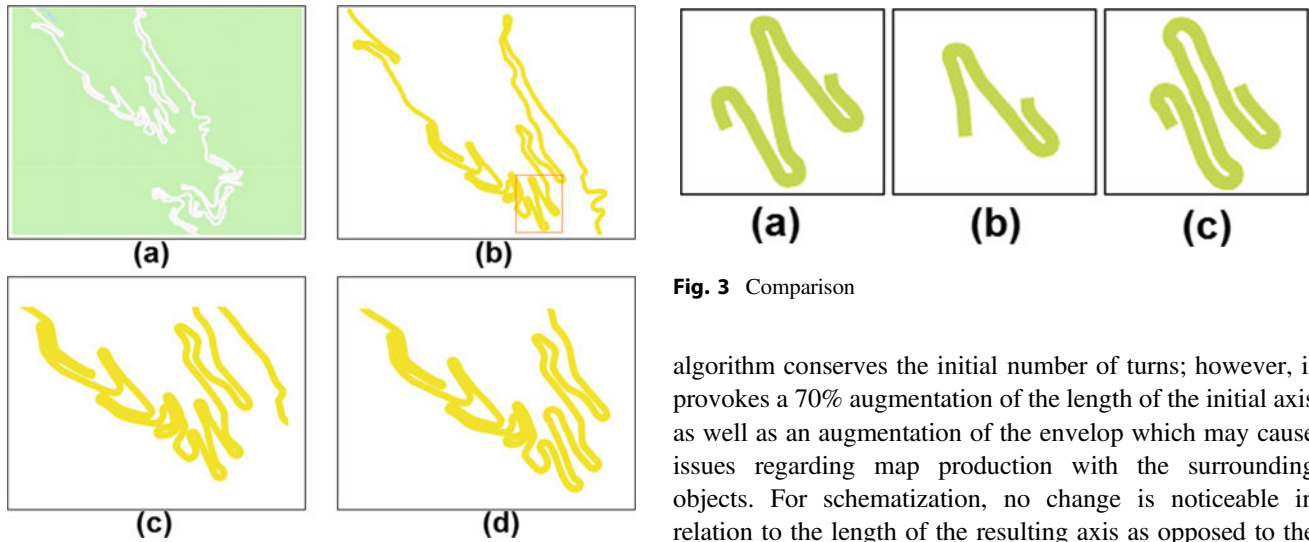 (a)
(b)
(c)
(d)
(a)
(b)
(c)
Fig. 3 Comparison
algorithm conserves the initial number of turns; however, i
provokes a 70% augmentation of the length of the initial axis
as well as an augmentation of the envelop which may cause
issues regarding map production with the surrounding
objects. For schematization, no change is noticeable in
relation to the length of the resulting axis as opposed to the